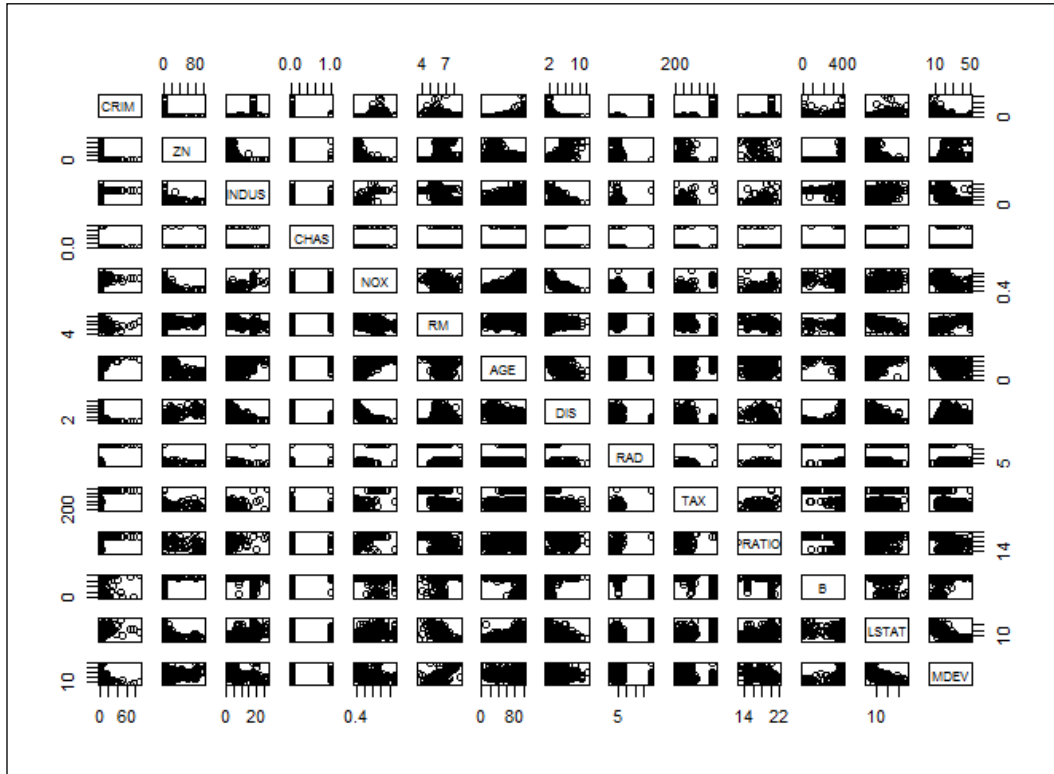 0 80 0.0 1.0 4 7 2 10 200 0 400 10 50
CRIM 0
0 ZN
INDUS 0
0.0 CHAS
NOX 0.4
4 RM
AGE 0
2 DIS
RAD 5
200 TAX
PRATIO 14
0 B
LSTAT 10
10 MDEV
0 60 0 20 0.4 0 80 5 14 22 10